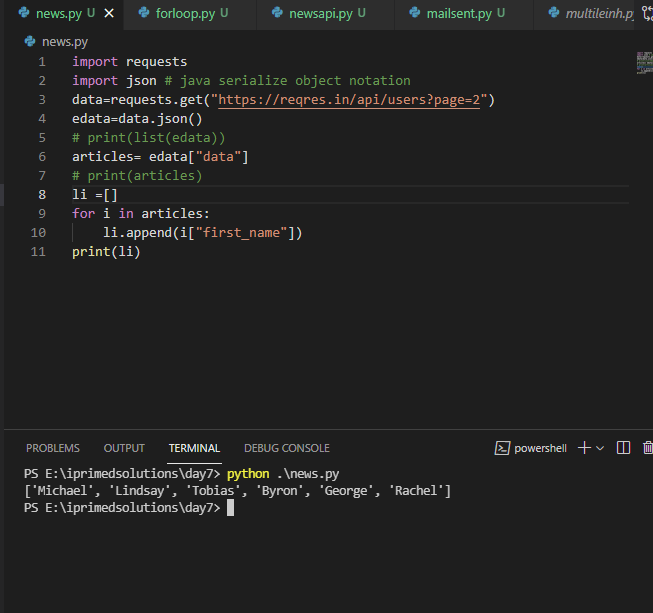 news.py U × forloop.py U newsapi.py U mailsent.py U multileinh.p
news.py
1 import requests
2 import json # java serialize object notation
3 data=requests.get("https://reqres.in/api/users?page=2")
4 edata=data.json()
5 # print(list(edata))
6 articles= edata["data"]
7 # print(articles)
8 li =[]
9 for i in articles:
10     li.append(i["first_name"])
11 print(li)
PROBLEMS OUTPUT TERMINAL DEBUG CONSOLE powershell
PS E:\iprimedsolutions\day7> python .\news.py
['Michael', 'Lindsay', 'Tobias', 'Byron', 'George', 'Rachel']
PS E:\iprimedsolutions\day7>